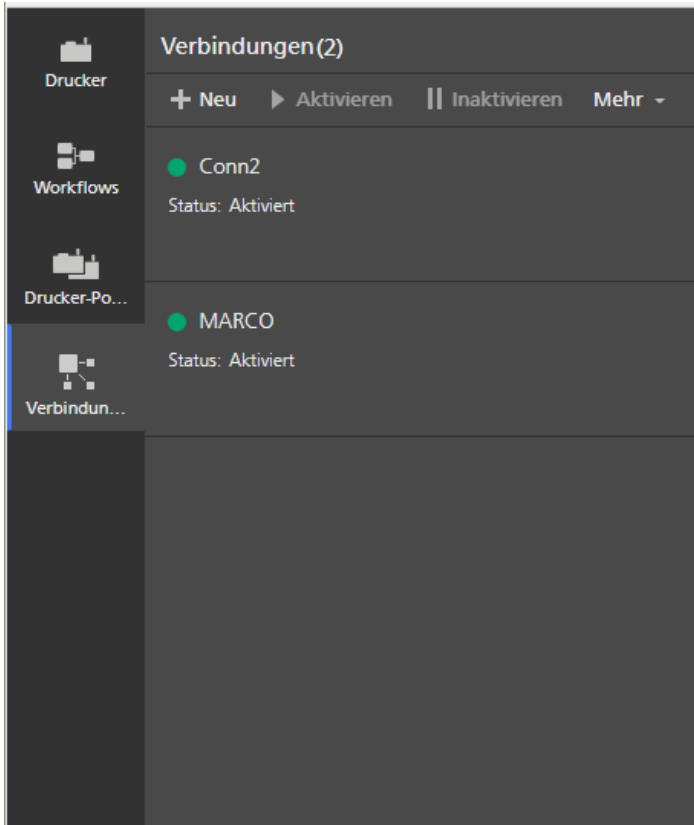 Drucker
Workflows
Drucker-Po...
Verbindun...
Verbindungen(2)
Neu Aktivieren Inaktivieren Mehr
Conn2
Status: Aktiviert
MARCO
Status: Aktiviert